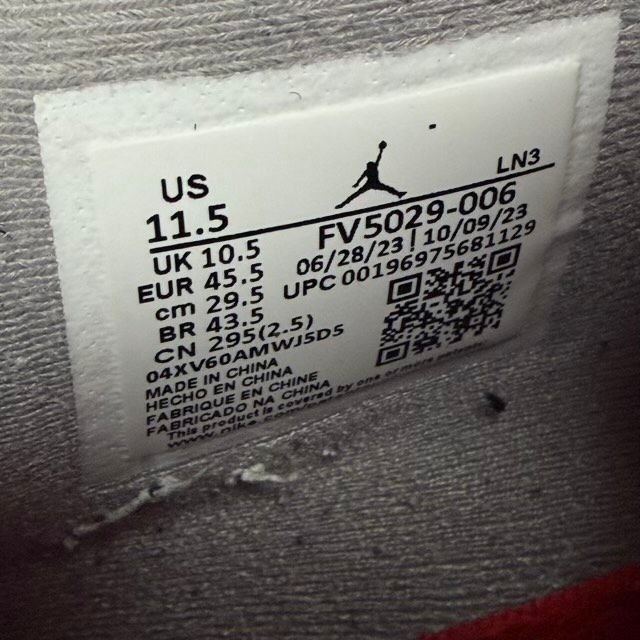 US
11.5
LN3
FV5029-006
06/28/23 | 10/09/23
UPC 00196975681129
UK 10.5
EUR 45.5
cm 29.5
BR 43.5
CN 295(2.5)
04XV60AMWJ5D5
MADE IN CHINA
HECHO EN CHINA
FABRIQUE EN CHINE
FABRICADO NA CHINA
This product is covered by one or more patents.